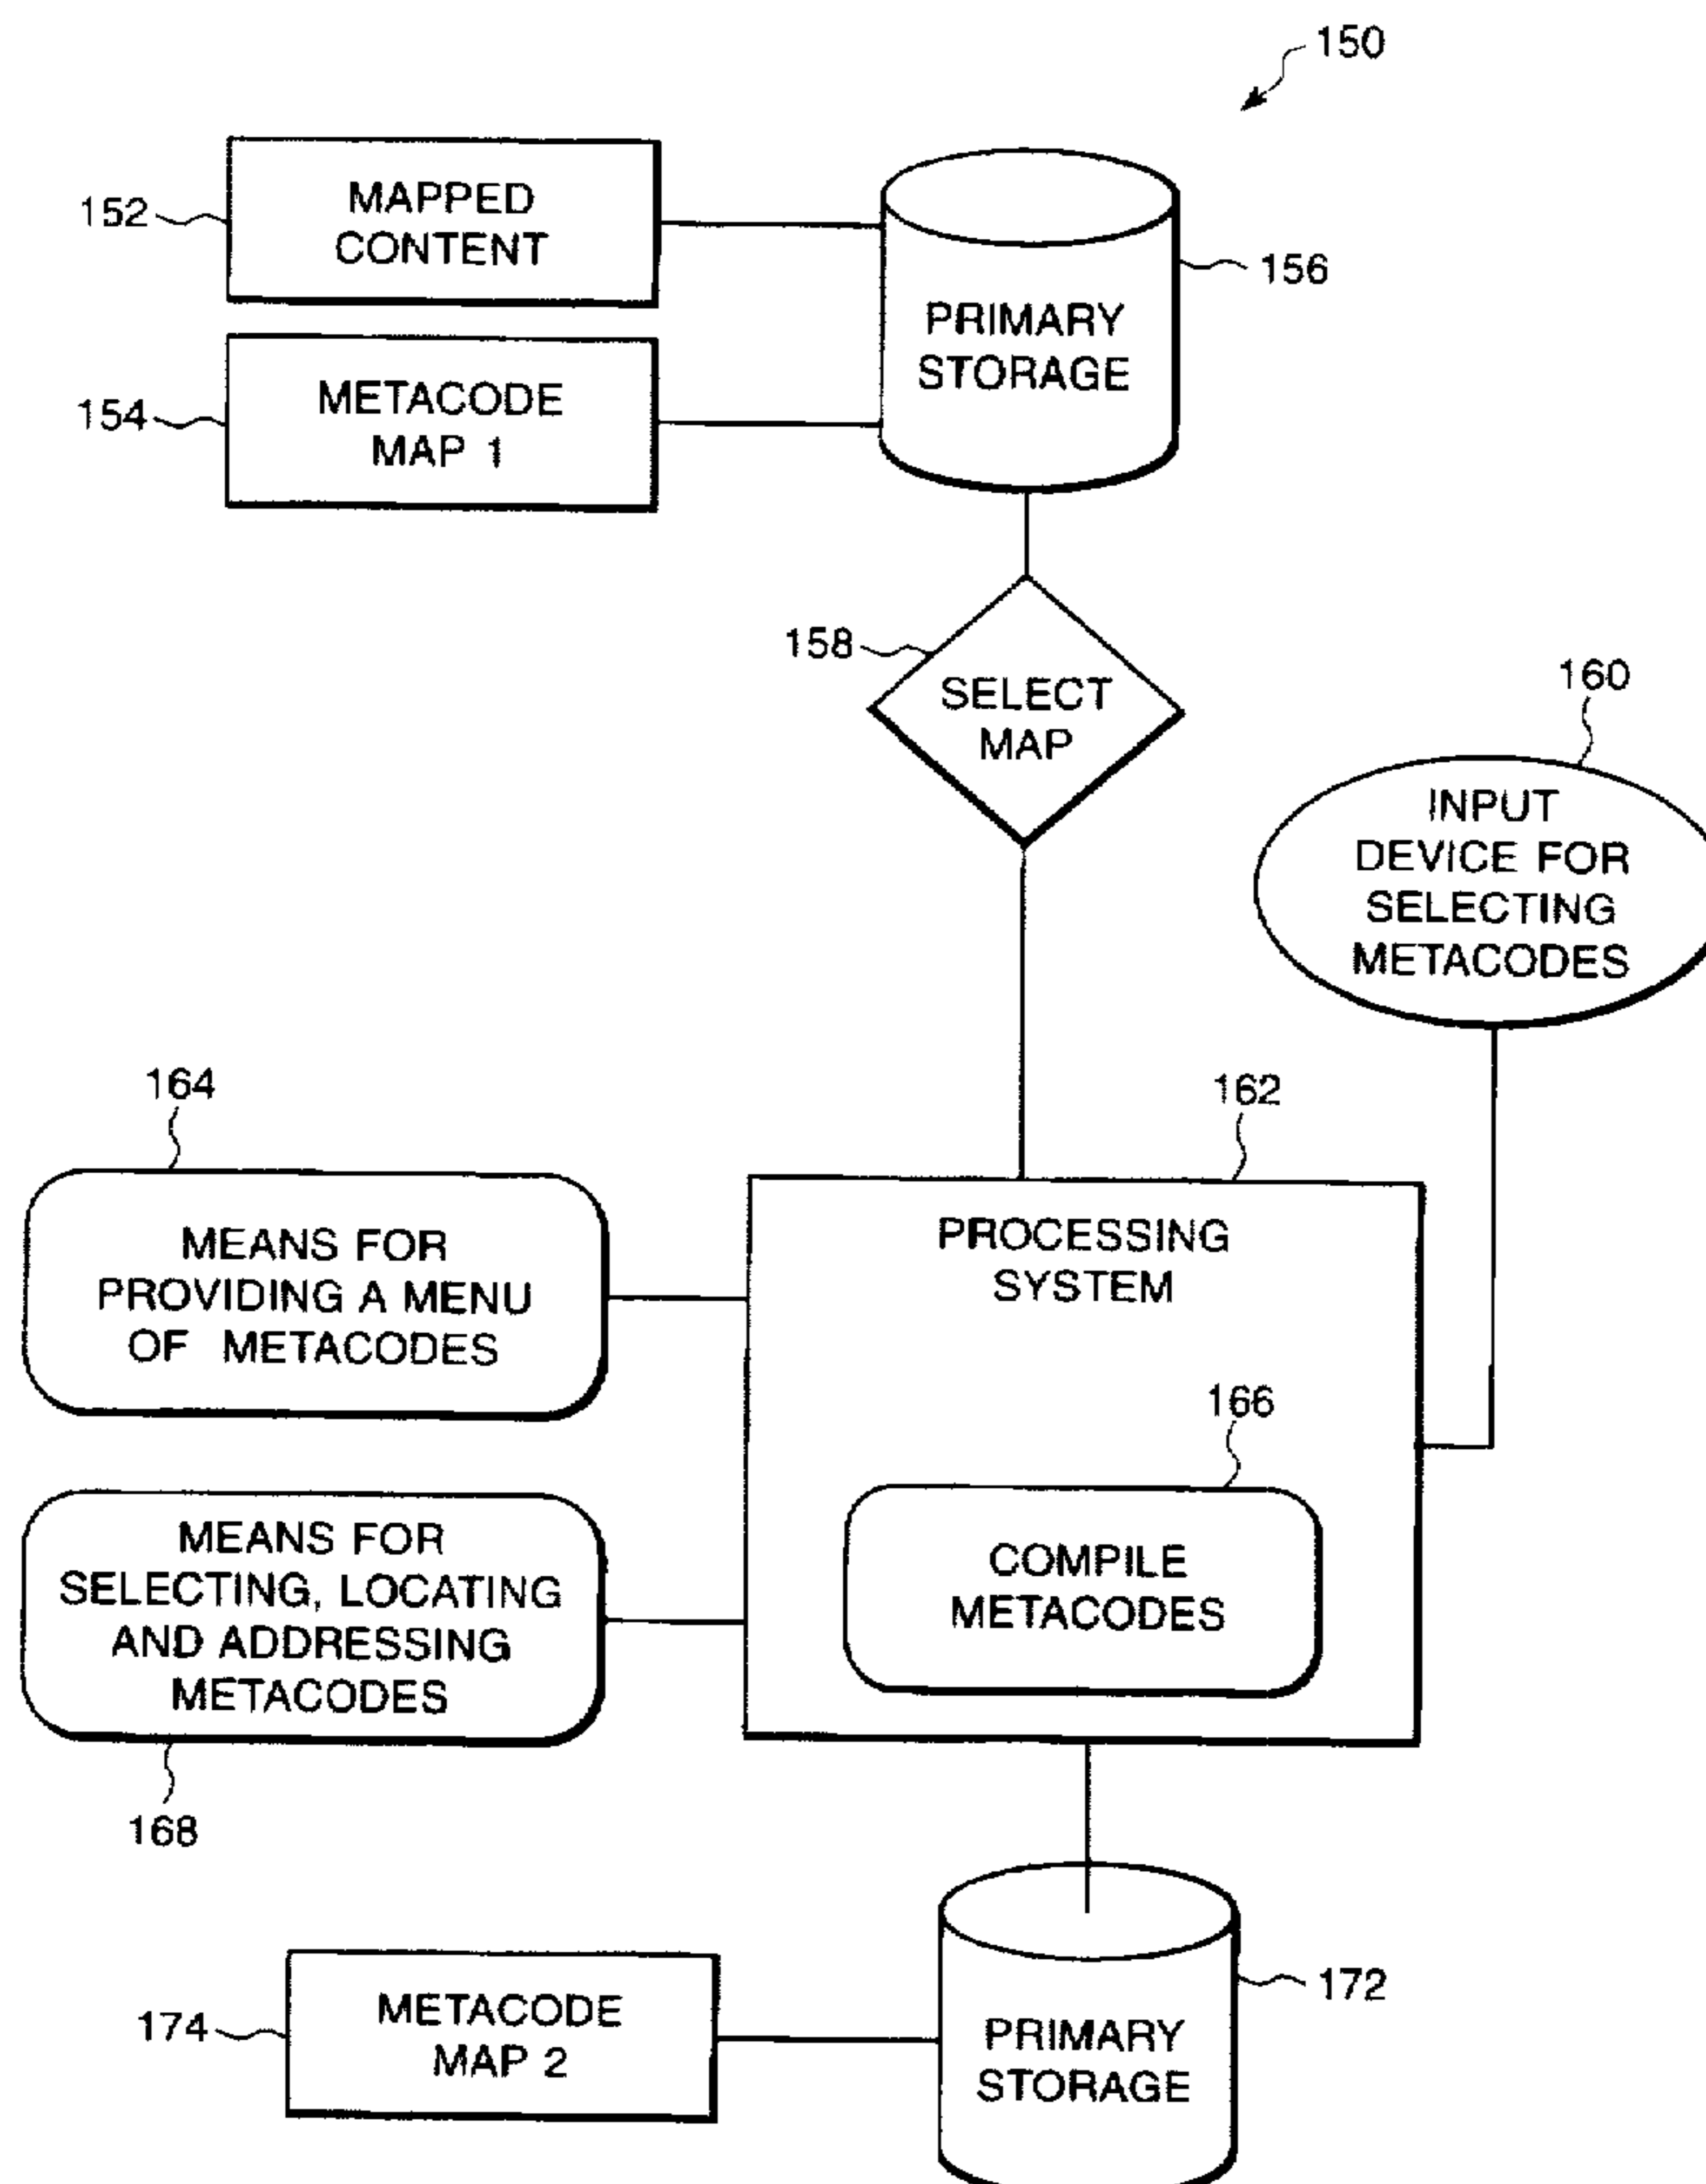 150
152
MAPPED
CONTENT
156
PRIMARY
STORAGE
154
METACODE
MAP 1
158
SELECT
MAP
160
INPUT
DEVICE FOR
SELECTING
METACODES
164
MEANS FOR
PROVIDING A MENU
OF METACODES
162
PROCESSING
SYSTEM
166
COMPILE
METACODES
MEANS FOR
SELECTING, LOCATING
AND ADDRESSING
METACODES
168
172
PRIMARY
STORAGE
174
METACODE
MAP 2